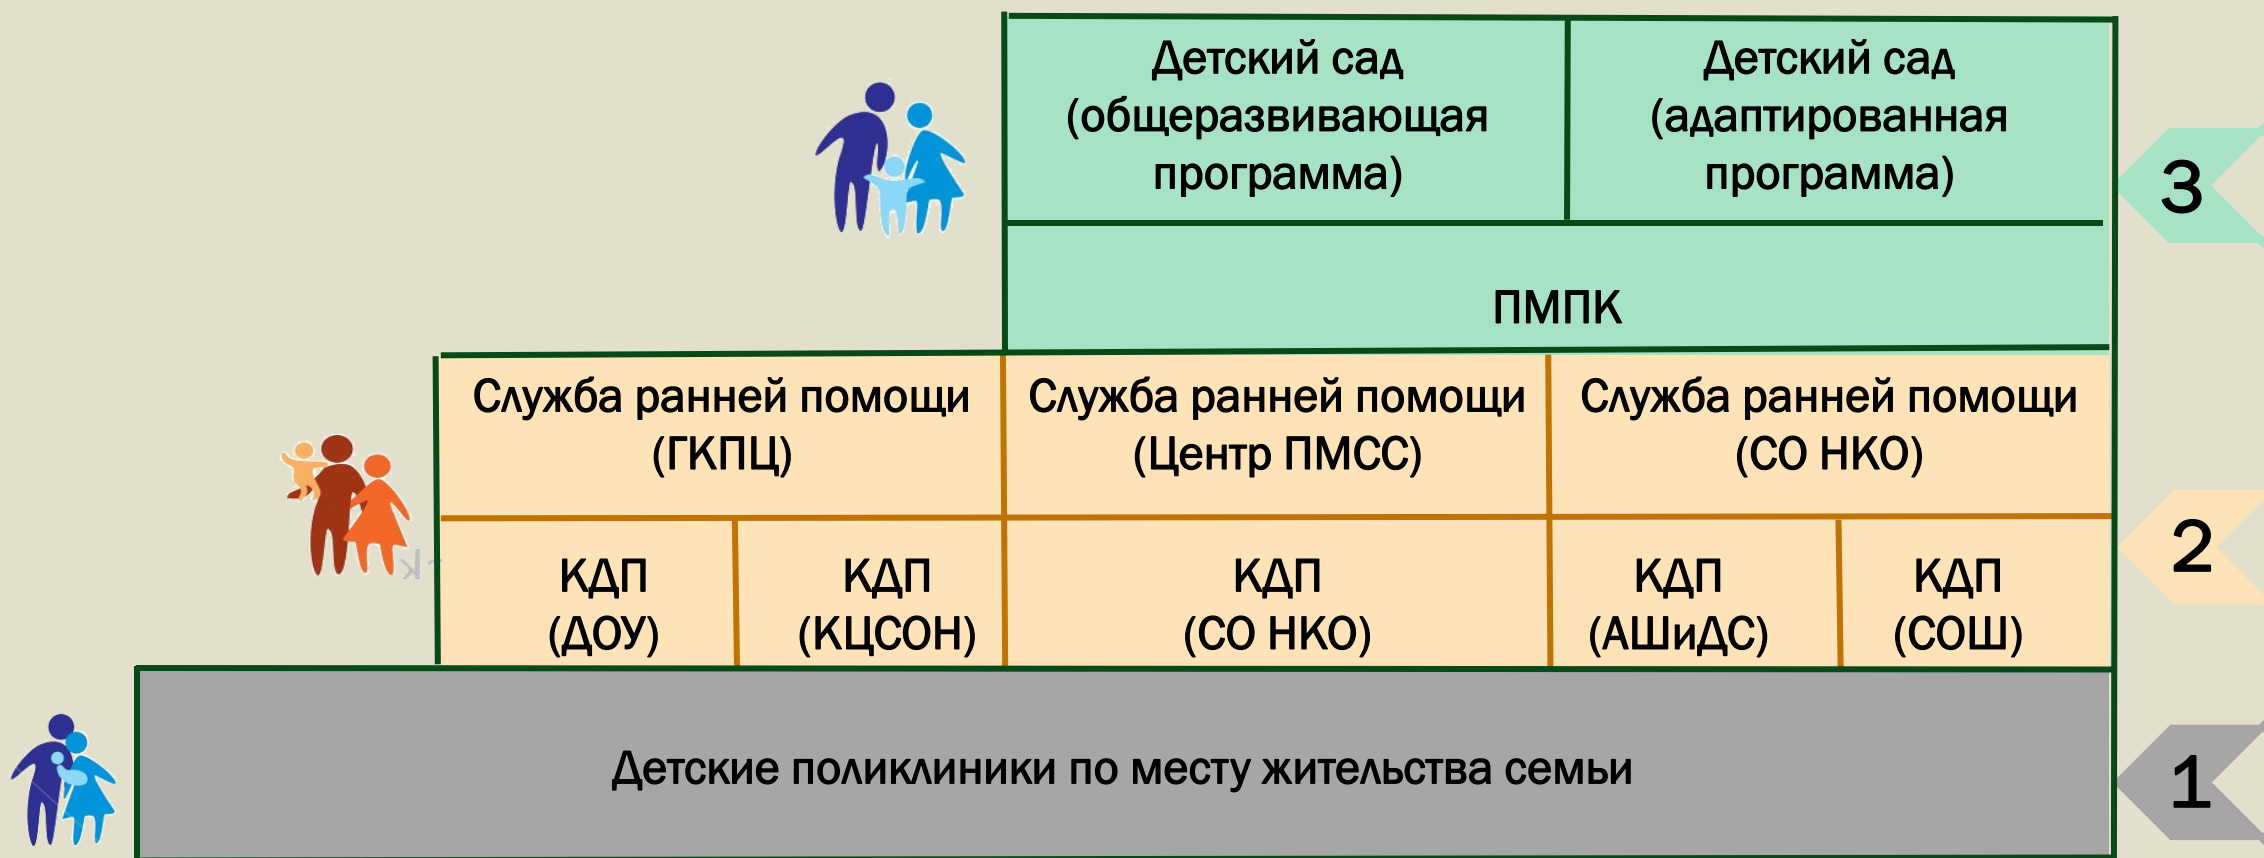 Детский сад
(общеразвивающая
программа)
Детский сад
(адаптированная
программа)
3
ПМПК
Служба ранней помощи
(ГКПЦ)
Служба ранней помощи
(Центр ПМСС)
Служба ранней помощи
(СО НКО)
2
КДП
(ДОУ)
КДП
(КЦСОН)
КДП
(СО НКО)
КДП
(АШиДС)
КДП
(СОШ)
Детские поликлиники по месту жительства семьи
1